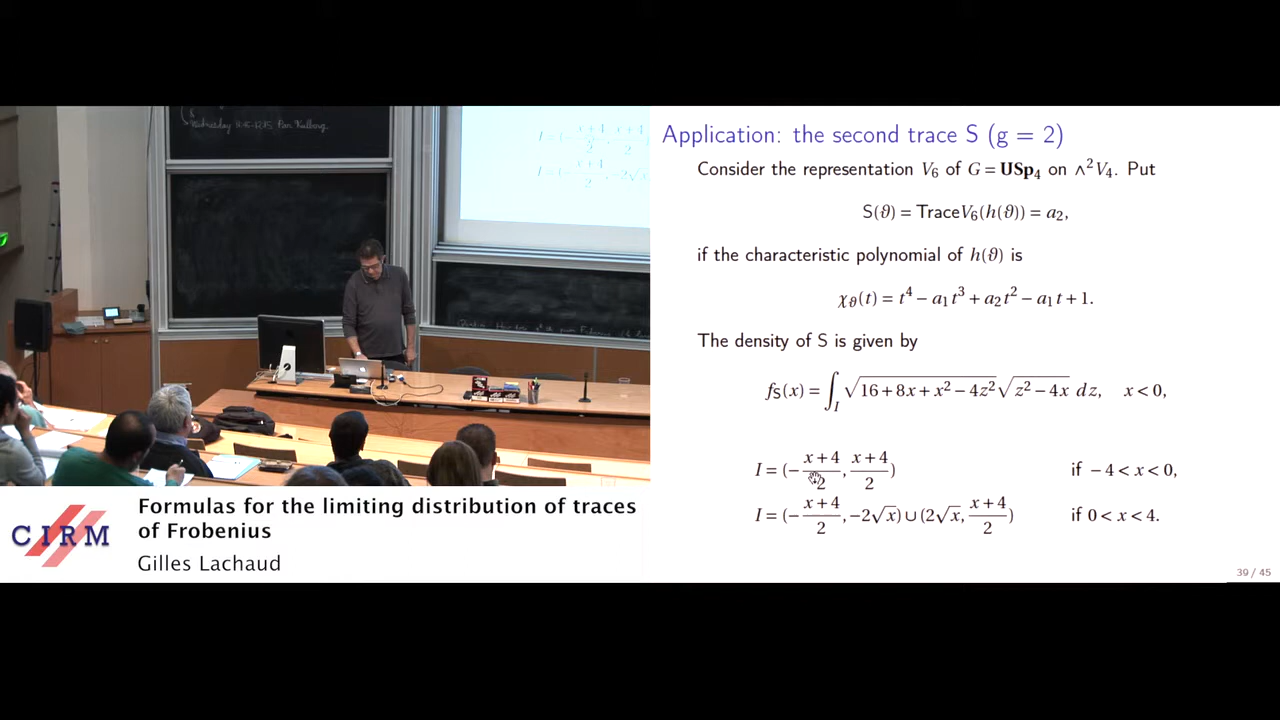 Application: the second trace S (g = 2)
Consider the representation V₆ of G = USp₄ on ∧²V₄. Put
S(ϑ) = TraceV₆(h(ϑ)) = a₂,
if the characteristic polynomial of h(ϑ) is
χ_ϑ(t) = t⁴ − a₁t³ + a₂t² − a₁t + 1.
The density of S is given by
f_S(x) = ∫_I √(16 + 8x + x² − 4z²) √(z² − 4x) dz, x < 0,
I = (−(x+4)/2, (x+4)/2) if −4 < x < 0,
I = (−(x+4)/2, −2√x) ∪ (2√x, (x+4)/2) if 0 < x < 4.
39 / 45
CIRM
Formulas for the limiting distribution of traces
of Frobenius
Gilles Lachaud